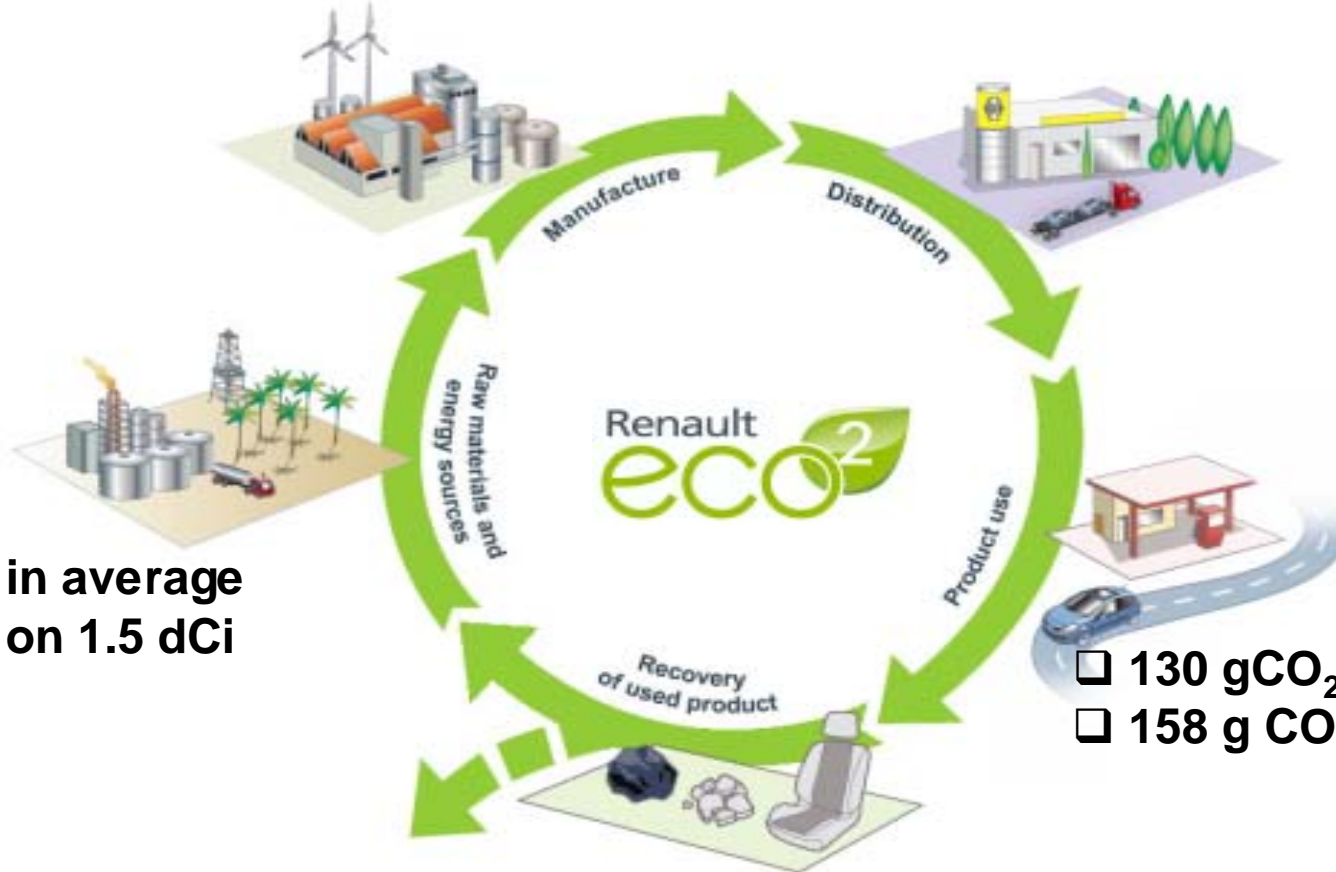 Manufacture
Distribution
Raw materials and
energy sources
Renault
eco²
Product use
in average
on 1.5 dCi
Recovery
of used product
❑ 130 gCO₂
❑ 158 g CO